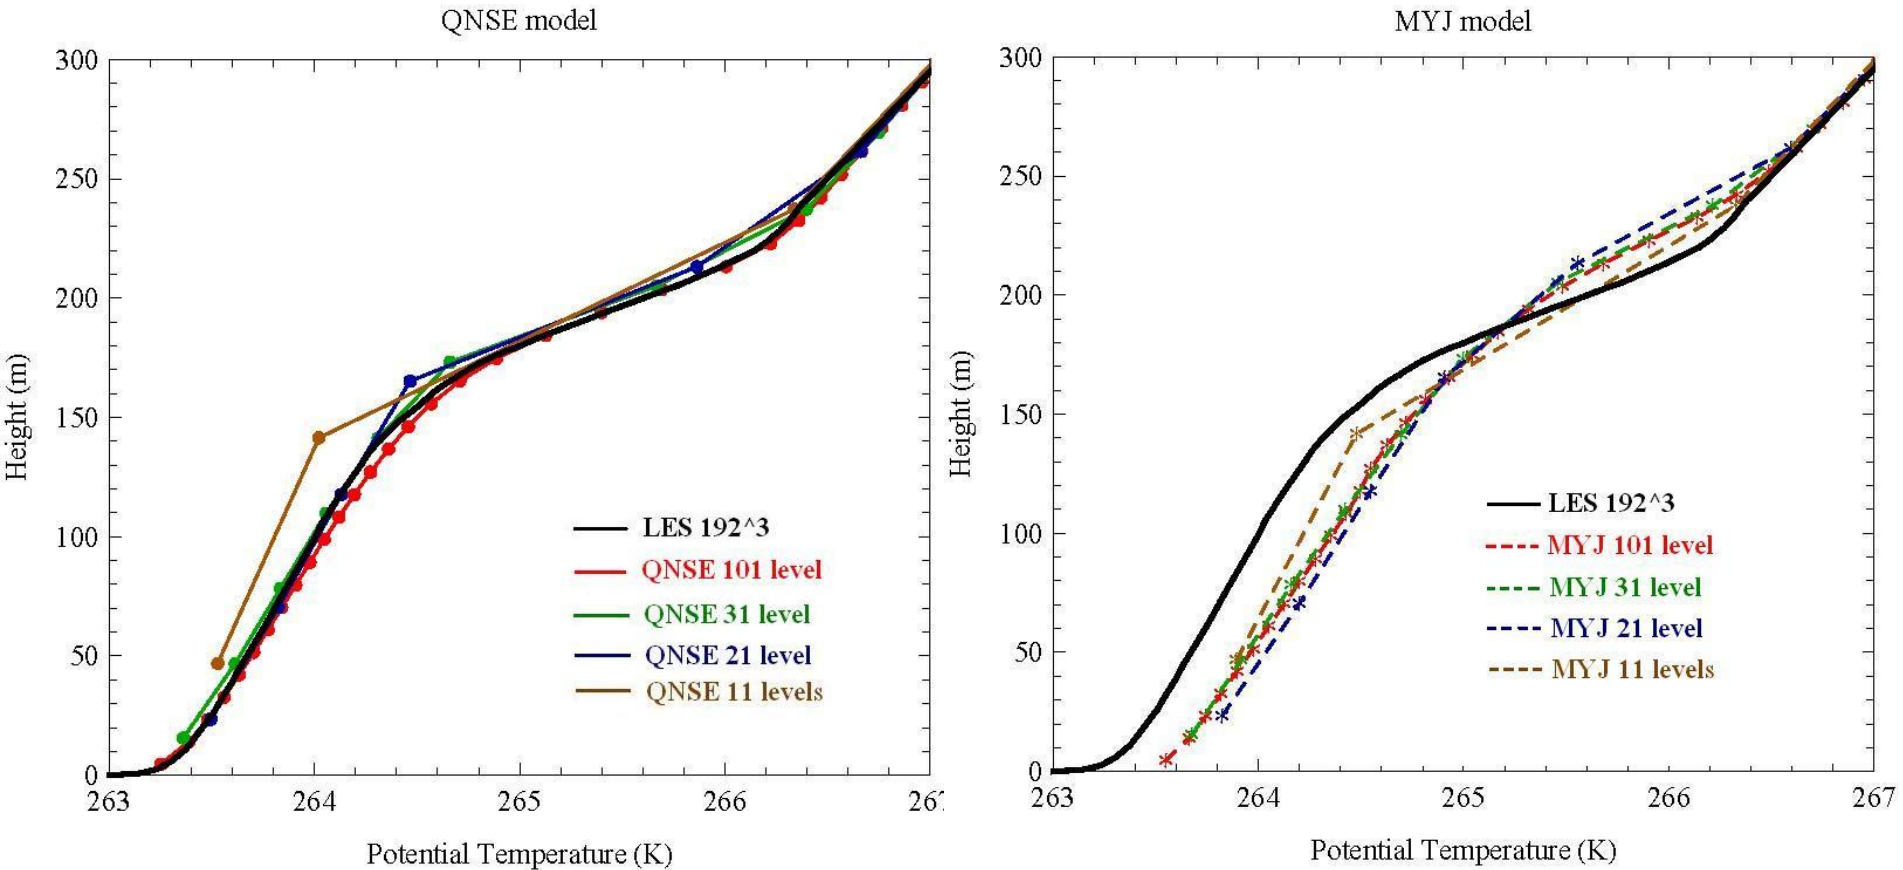 QNSE model
300
250
200
150
100
50
0
263
264
265
266
267
Height (m)
Potential Temperature (K)
LES 192^3
QNSE 101 level
QNSE 31 level
QNSE 21 level
QNSE 11 levels
MYJ model
300
250
200
150
100
50
0
263
264
265
266
267
Height (m)
Potential Temperature (K)
LES 192^3
MYJ 101 level
MYJ 31 level
MYJ 21 level
MYJ 11 levels